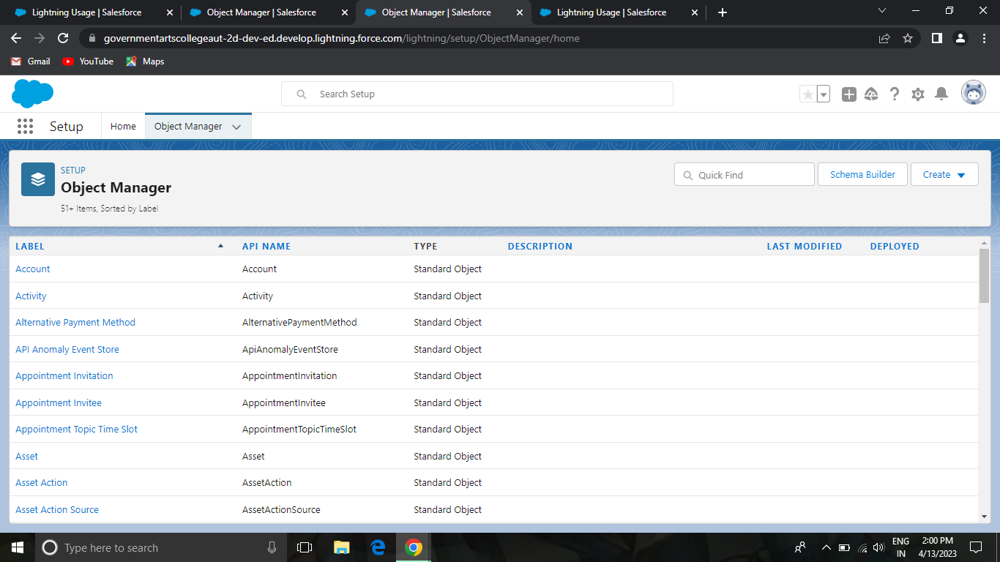 Lightning Usage | Salesforce
Object Manager | Salesforce
Object Manager | Salesforce
Lightning Usage | Salesforce
governmentartscollegeaut-2d-dev-ed.develop.lightning.force.com/lightning/setup/ObjectManager/home
Gmail
YouTube
Maps
Search Setup
Setup
Home
Object Manager
SETUP
Object Manager
51+ Items, Sorted by Label
Quick Find
Schema Builder
Create
LABEL API NAME TYPE DESCRIPTION LAST MODIFIED DEPLOYED
Account Account Standard Object
Activity Activity Standard Object
Alternative Payment Method AlternativePaymentMethod Standard Object
API Anomaly Event Store ApiAnomalyEventStore Standard Object
Appointment Invitation AppointmentInvitation Standard Object
Appointment Invitee AppointmentInvitee Standard Object
Appointment Topic Time Slot AppointmentTopicTimeSlot Standard Object
Asset Asset Standard Object
Asset Action AssetAction Standard Object
Asset Action Source AssetActionSource Standard Object
Type here to search
ENG
IN
2:00 PM
4/13/2023